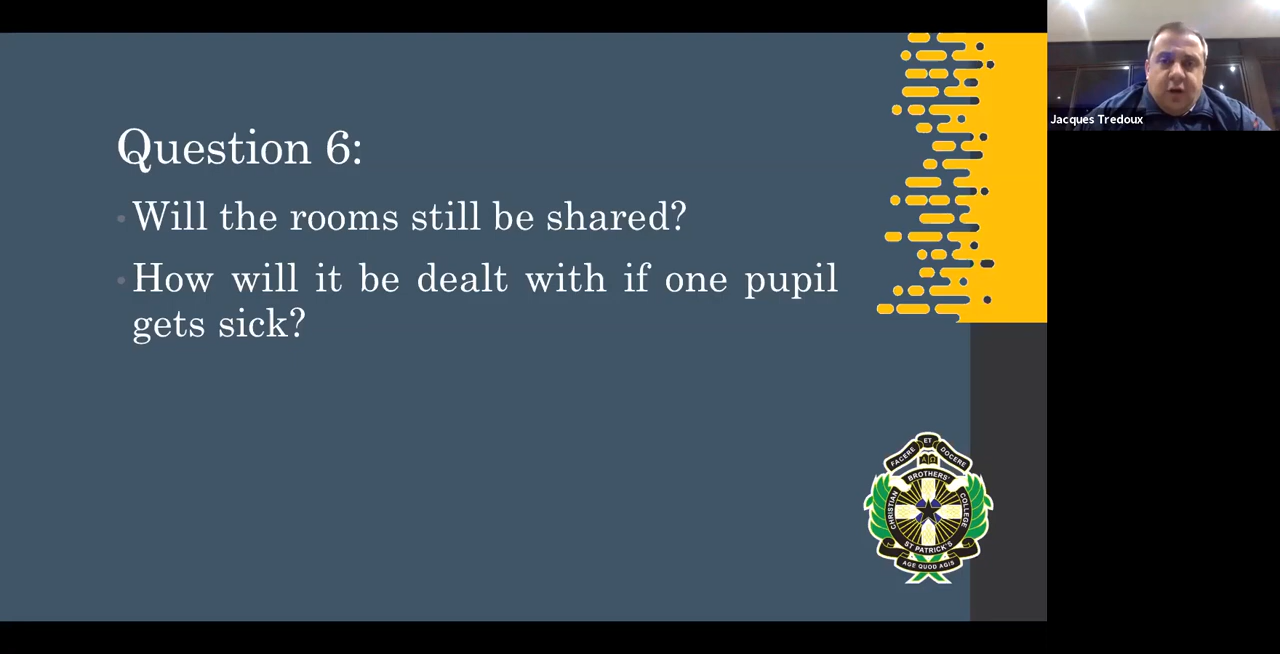 Question 6:
Will the rooms still be shared?
How will it be dealt with if one pupil
gets sick?
Jacques Tredoux
FACERE ET DOCERE
Α Ω
CHRISTIAN BROTHERS' COLLEGE
ST PATRICK'S
AGE QUOD AGIS